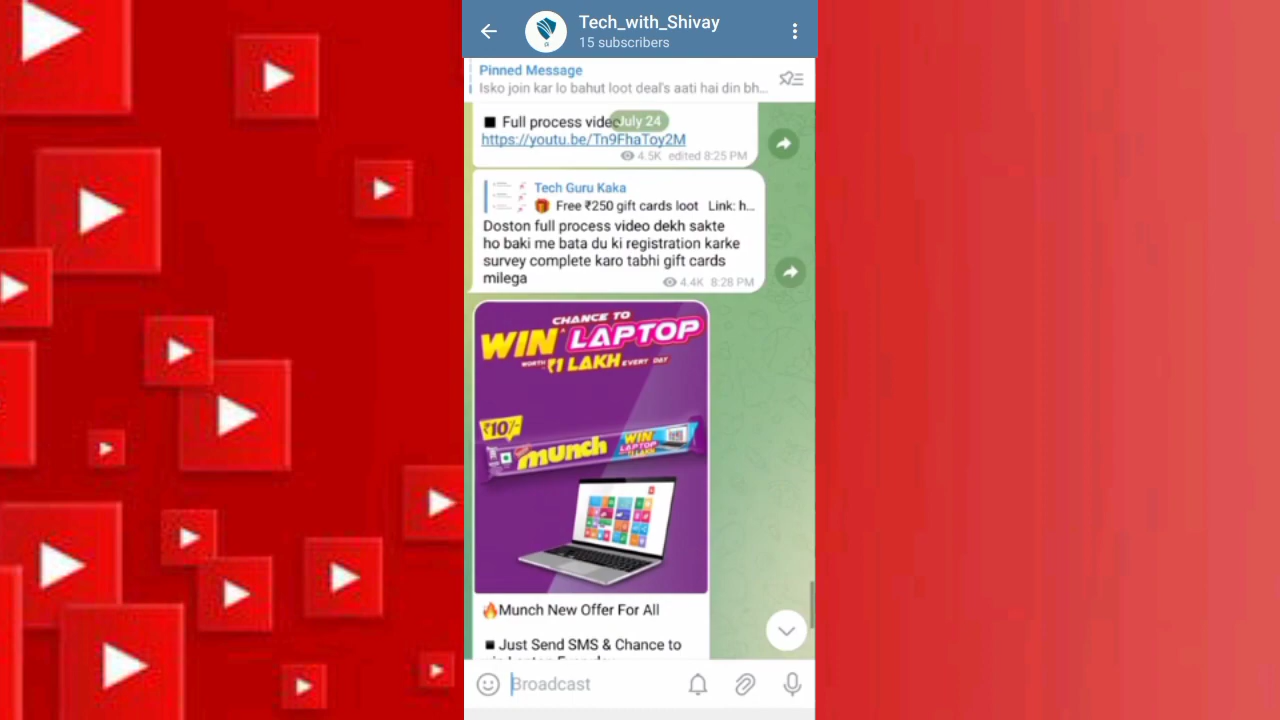 Tech_with_Shivay
15 subscribers
Pinned Message
Isko join kar lo bahut loot deal's aati hai din bh...
July 24
■ Full process video
https://youtu.be/Tn9FhaToy2M
4.5K edited 8:25 PM
Tech Guru Kaka
🎁 Free ₹250 gift cards loot Link: h...
Doston full process video dekh sakte
ho baki me bata du ki registration karke
survey complete karo tabhi gift cards
milega
4.4K 8:28 PM
CHANCE TO
WIN A LAPTOP
WORTH ₹1 LAKH EVERY DAY
₹10/-
munch
WIN
LAPTOP
₹1 LAKH
🔥Munch New Offer For All
■ Just Send SMS & Chance to
Broadcast